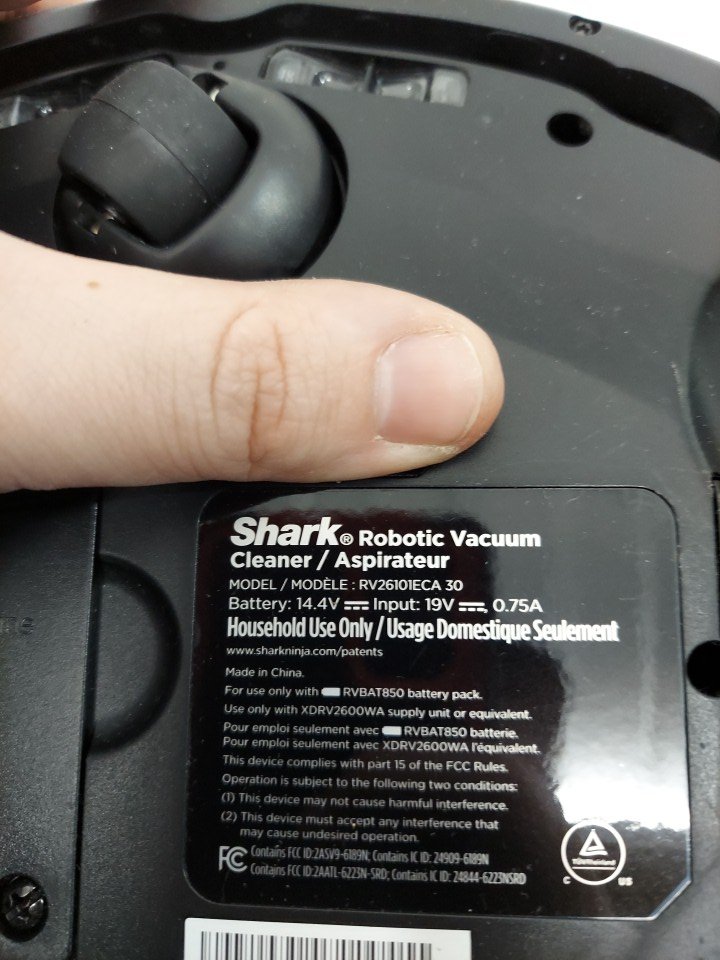 Shark® Robotic Vacuum
Cleaner / Aspirateur
MODEL / MODÈLE : RV26101ECA 30
Battery: 14.4V Input: 19V , 0.75A
Household Use Only / Usage Domestique Seulement
www.sharkninja.com/patents
Made in China.
For use only with RVBAT850 battery pack.
Use only with XDRV2600WA supply unit or equivalent.
Pour emploi seulement avec RVBAT850 batterie.
Pour emploi seulement avec XDRV2600WA l'équivalent.
This device complies with part 15 of the FCC Rules.
Operation is subject to the following two conditions:
(1) This device may not cause harmful interference.
(2) This device must accept any interference that
may cause undesired operation.
FC Contains FCC ID:2ASV9-6189N; Contains IC ID: 24909-6189N
Contains FCC ID:2AATL-6223N-SRD; Contains IC ID: 24844-6223NSRD
TÜVRheinland
C US